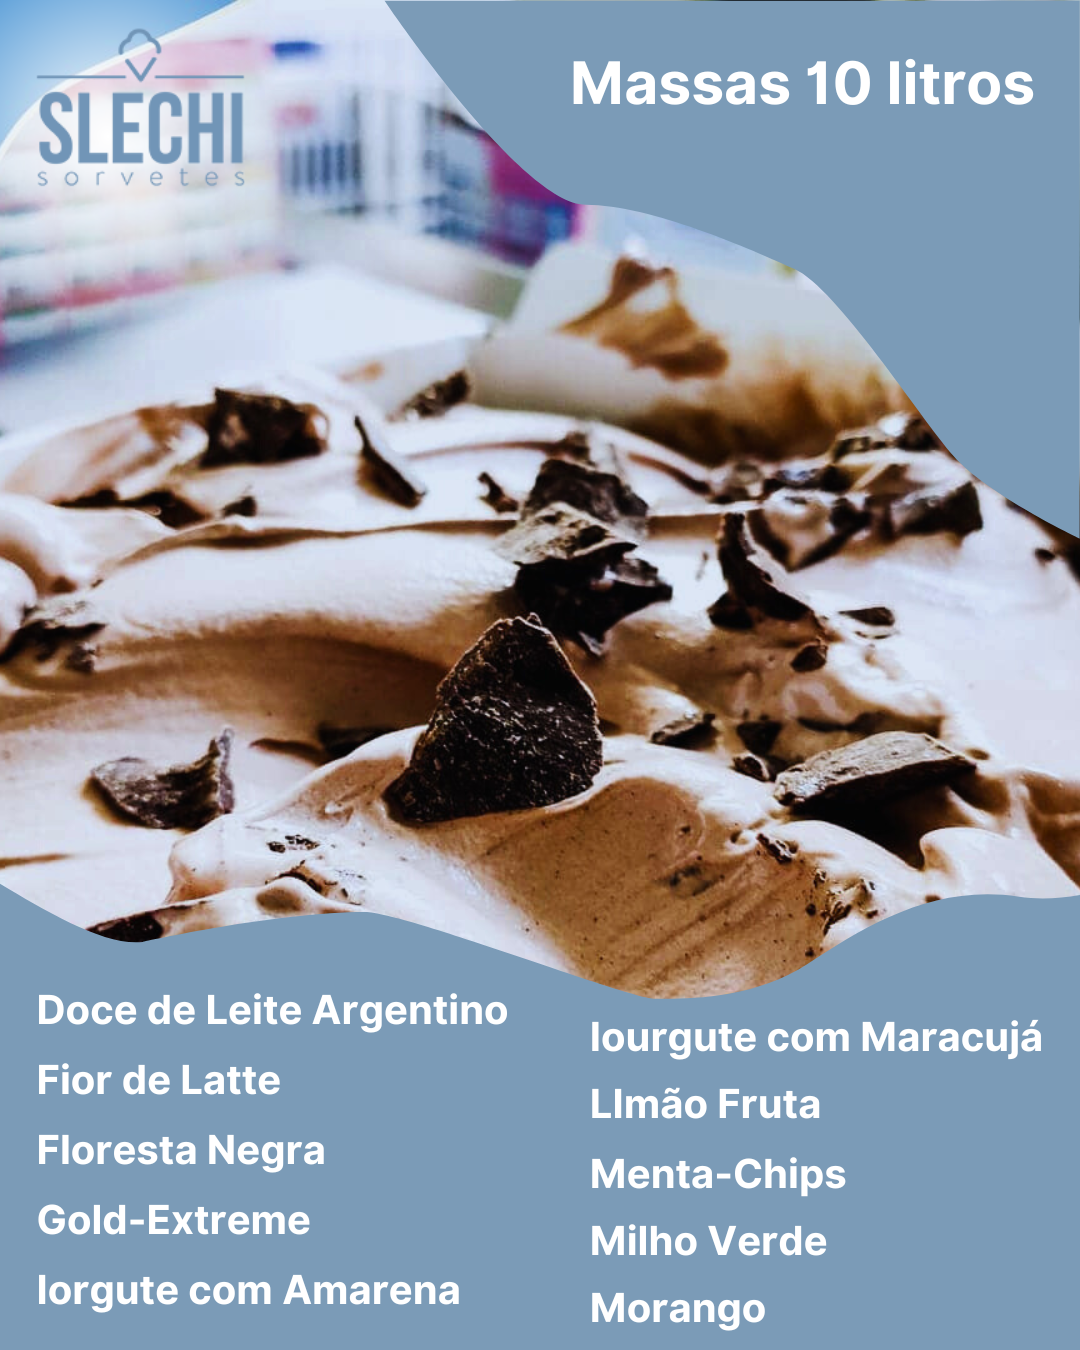 SLECHI
sorvetes
Massas 10 litros
Doce de Leite Argentino
Fior de Latte
Floresta Negra
Gold-Extreme
Iorgute com Amarena
Iourgute com Maracujá
LImão Fruta
Menta-Chips
Milho Verde
Morango